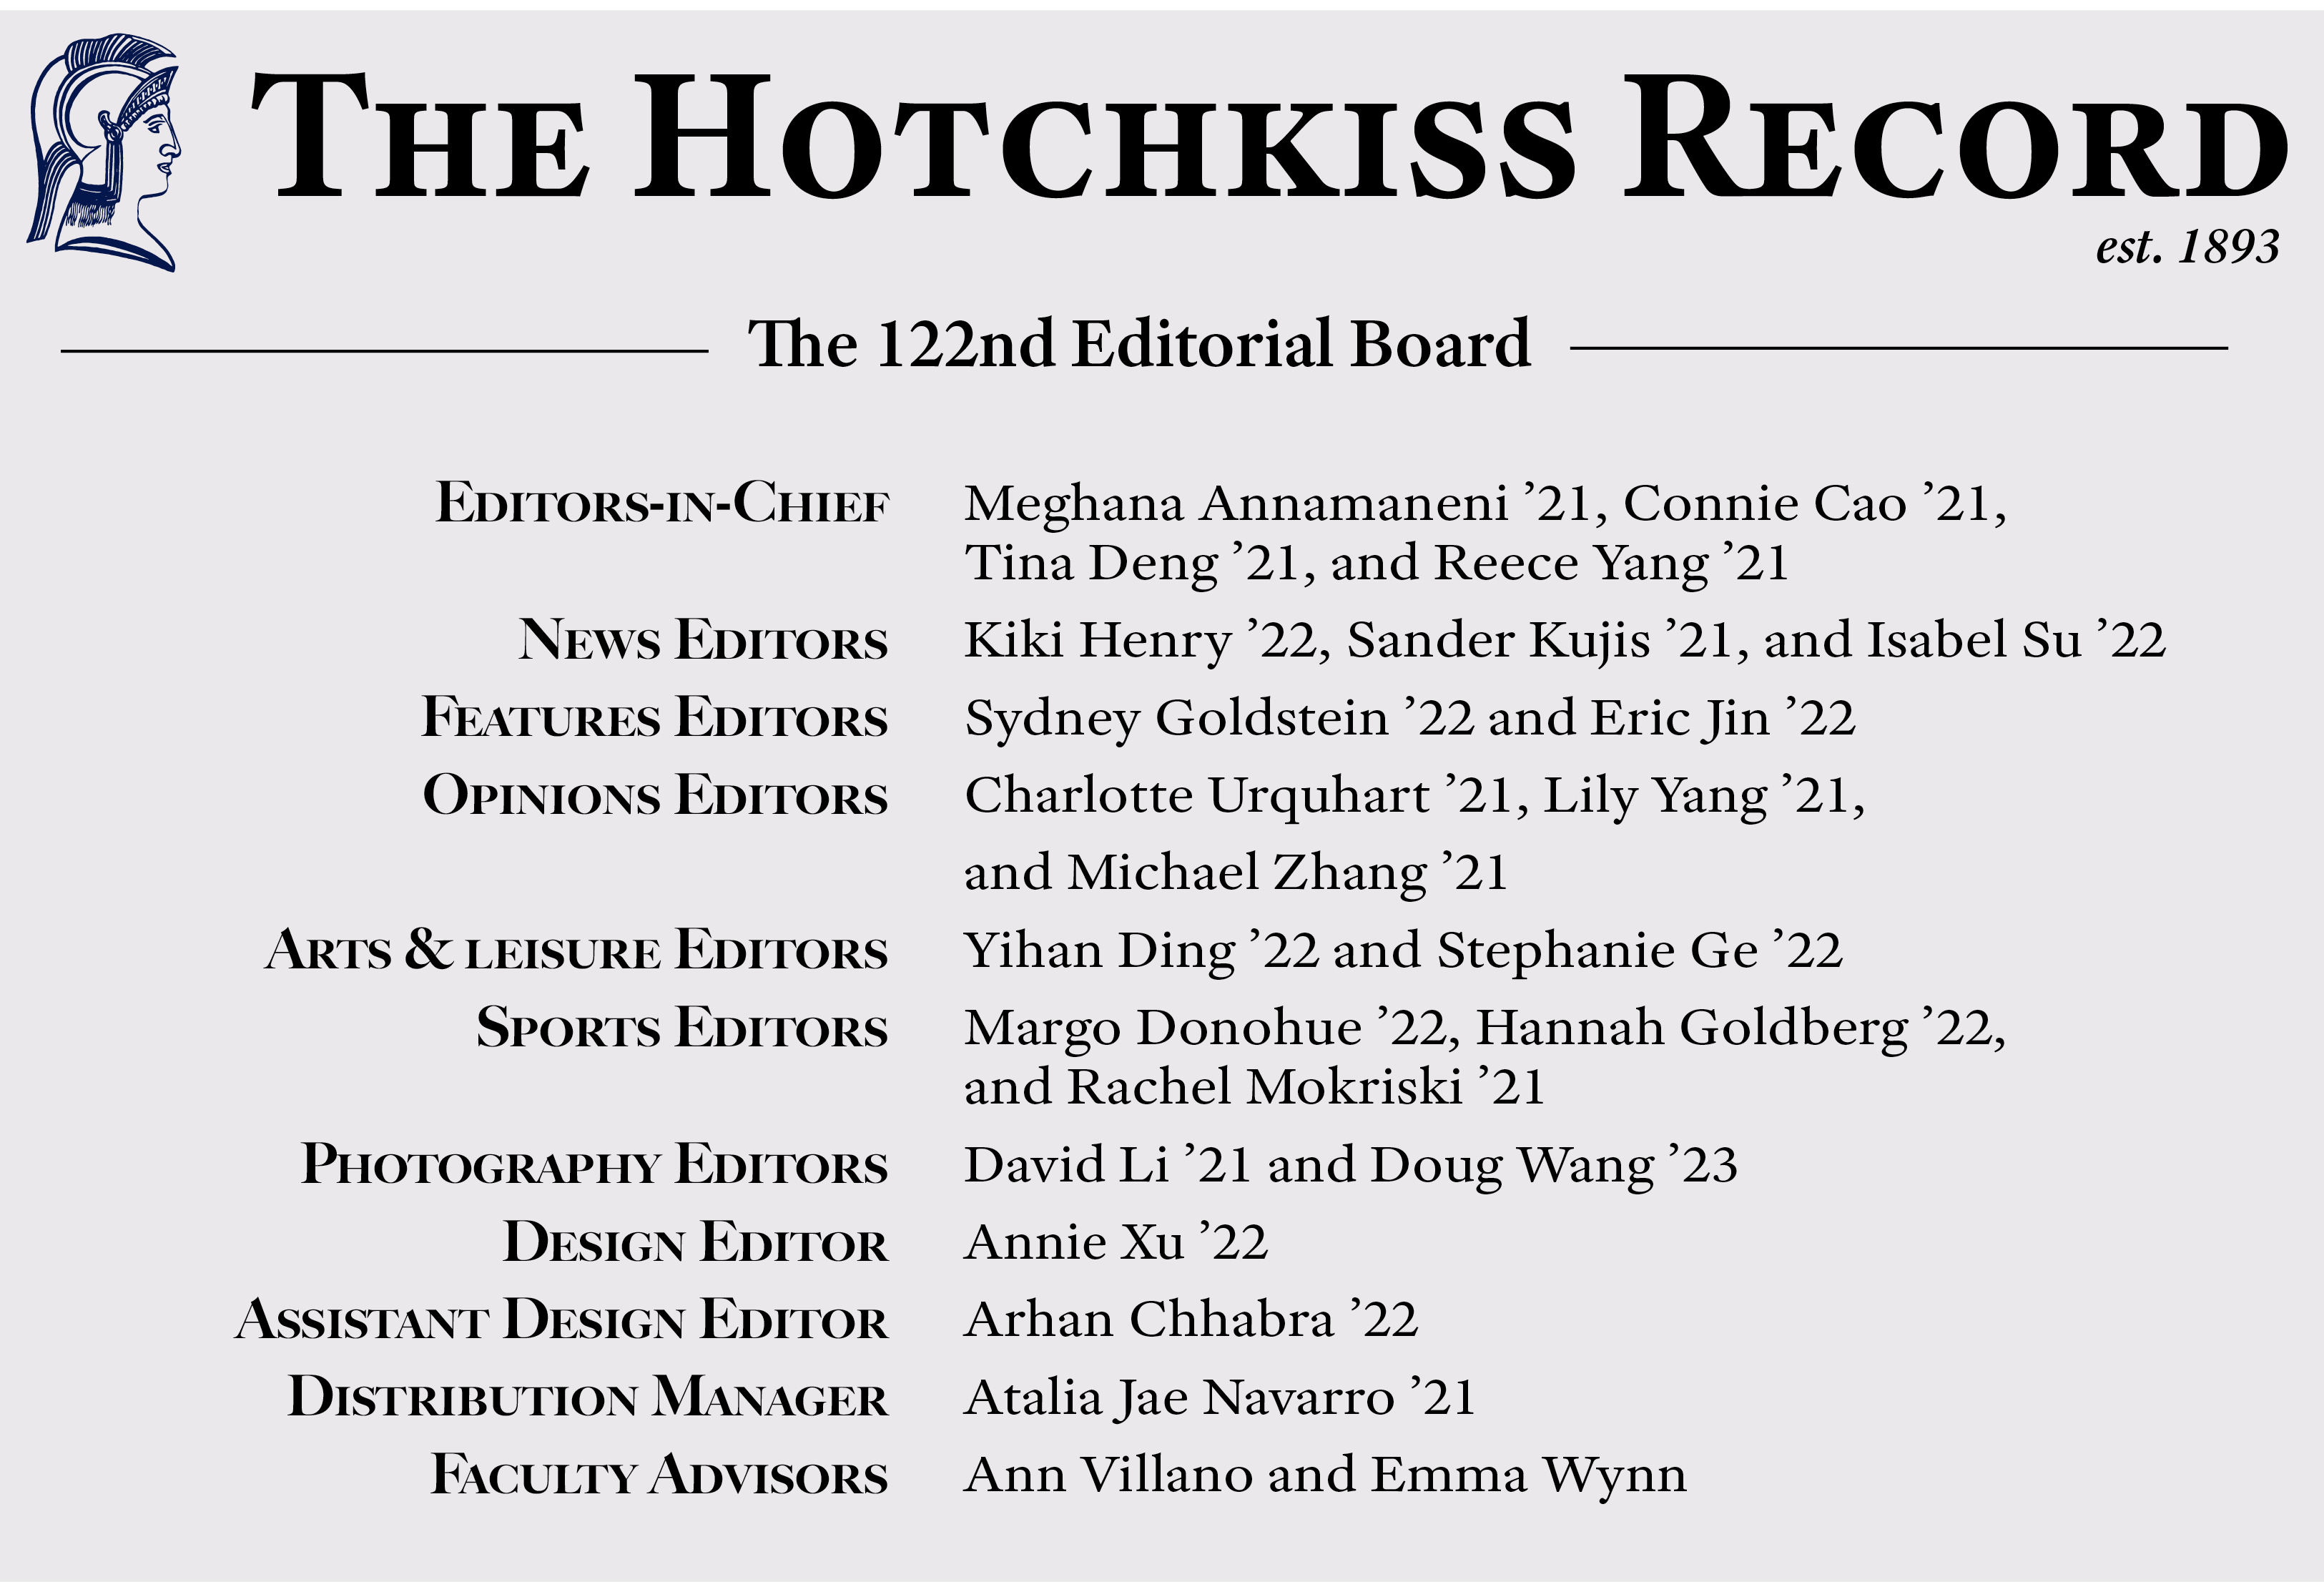 THE HOTCHKISS RECORD
est. 1893
The 122nd Editorial Board
EDITORS-IN-CHIEF Meghana Annamaneni ’21, Connie Cao ’21,
Tina Deng ’21, and Reece Yang ’21
NEWS EDITORS Kiki Henry ’22, Sander Kujis ’21, and Isabel Su ’22
FEATURES EDITORS Sydney Goldstein ’22 and Eric Jin ’22
OPINIONS EDITORS Charlotte Urquhart ’21, Lily Yang ’21,
and Michael Zhang ’21
ARTS & LEISURE EDITORS Yihan Ding ’22 and Stephanie Ge ’22
SPORTS EDITORS Margo Donohue ’22, Hannah Goldberg ’22,
and Rachel Mokriski ’21
PHOTOGRAPHY EDITORS David Li ’21 and Doug Wang ’23
DESIGN EDITOR Annie Xu ’22
ASSISTANT DESIGN EDITOR Arhan Chhabra ’22
DISTRIBUTION MANAGER Atalia Jae Navarro ’21
FACULTY ADVISORS Ann Villano and Emma Wynn